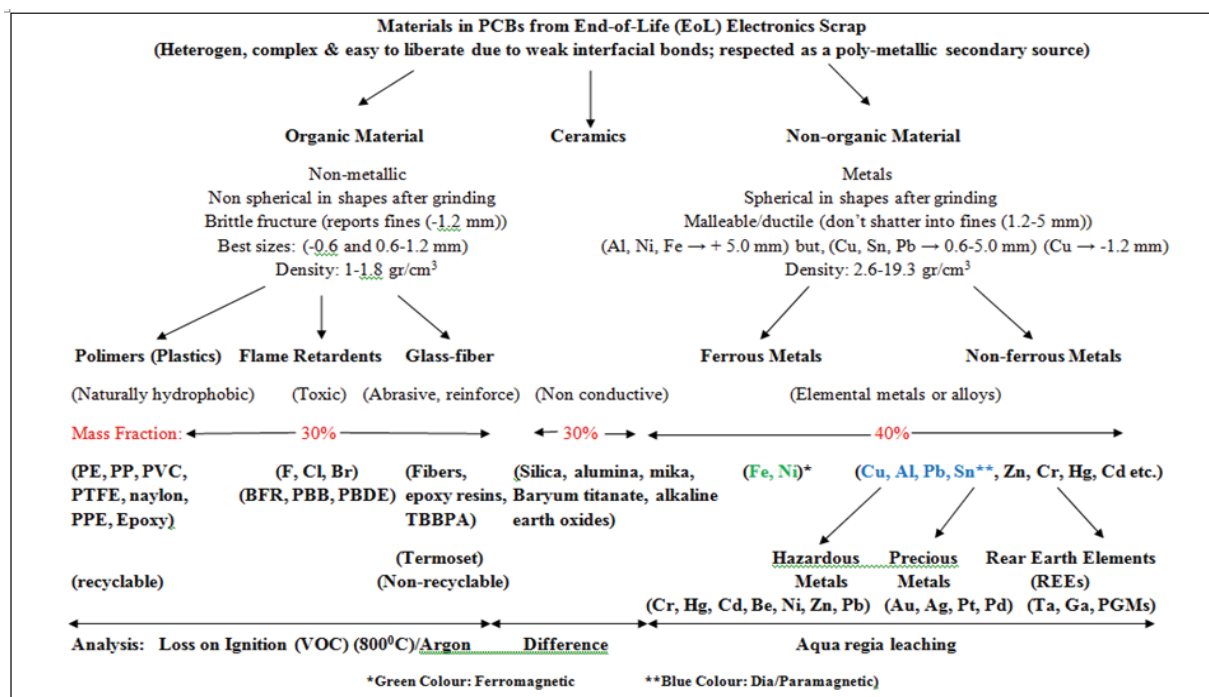 Materials in PCBs from End-of-Life (EoL) Electronics Scrap
(Heterogen, complex & easy to liberate due to weak interfacial bonds; respected as a poly-metallic secondary source)
Organic Material Ceramics Non-organic Material
Non-metallic Metals
Non spherical in shapes after grinding Spherical in shapes after grinding
Brittle fructure (reports fines (-1.2 mm)) Malleable/ductile (don't shatter into fines (1.2-5 mm))
Best sizes: (-0.6 and 0.6-1.2 mm) (Al, Ni, Fe → + 5.0 mm) but, (Cu, Sn, Pb → 0.6-5.0 mm) (Cu → -1.2 mm)
Density: 1-1.8 gr/cm³ Density: 2.6-19.3 gr/cm³
Polimers (Plastics) Flame Retardents Glass-fiber Ferrous Metals Non-ferrous Metals
(Naturally hydrophobic) (Toxic) (Abrasive, reinforce) (Non conductive) (Elemental metals or alloys)
Mass Fraction: 30% 30% 40%
(PE, PP, PVC, (F, Cl, Br) (Fibers, (Silica, alumina, mika, (Fe, Ni)* (Cu, Al, Pb, Sn**, Zn, Cr, Hg, Cd etc.)
PTFE, naylon, (BFR, PBB, PBDE) epoxy resins, Baryum titanate, alkaline
PPE, Epoxy) TBBPA) earth oxides)
(Termoset) Hazardous Precious Rear Earth Elements
(recyclable) (Non-recyclable) Metals Metals (REEs)
(Cr, Hg, Cd, Be, Ni, Zn, Pb) (Au, Ag, Pt, Pd) (Ta, Ga, PGMs)
Analysis: Loss on Ignition (VOC) (800⁰C)/Argon Difference Aqua regia leaching
*Green Colour: Ferromagnetic **Blue Colour: Dia/Paramagnetic)